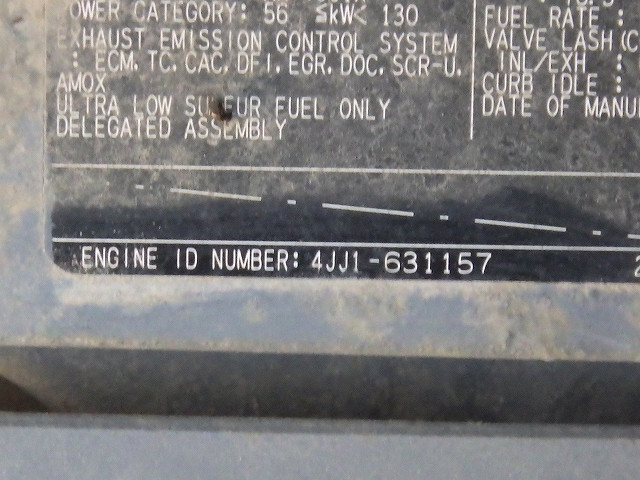 OWER CATEGORY: 56 ≦kW< 130
EXHAUST EMISSION CONTROL SYSTEM
: ECM, TC, CAC, DFI, EGR, DOC, SCR-U,
AMOX
ULTRA LOW SULFUR FUEL ONLY
DELEGATED ASSEMBLY
FUEL RATE :
VALVE LASH(C
INL/EXH :
CURB IDLE :
DATE OF MANU
ENGINE ID NUMBER: 4JJ1-631157